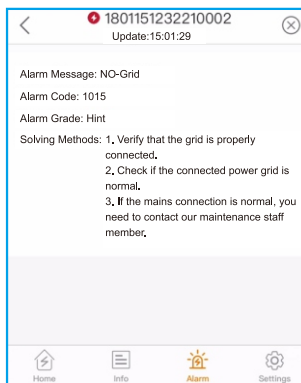 1801151232210002
Update:15:01:29
Alarm Message: NO-Grid
Alarm Code: 1015
Alarm Grade: Hint
Solving Methods: 1. Verify that the grid is properly
connected.
2. Check if the connected power grid is
normal.
3. If the mains connection is normal, you
need to contact our maintenance staff
member.
Home Info Alarm Settings